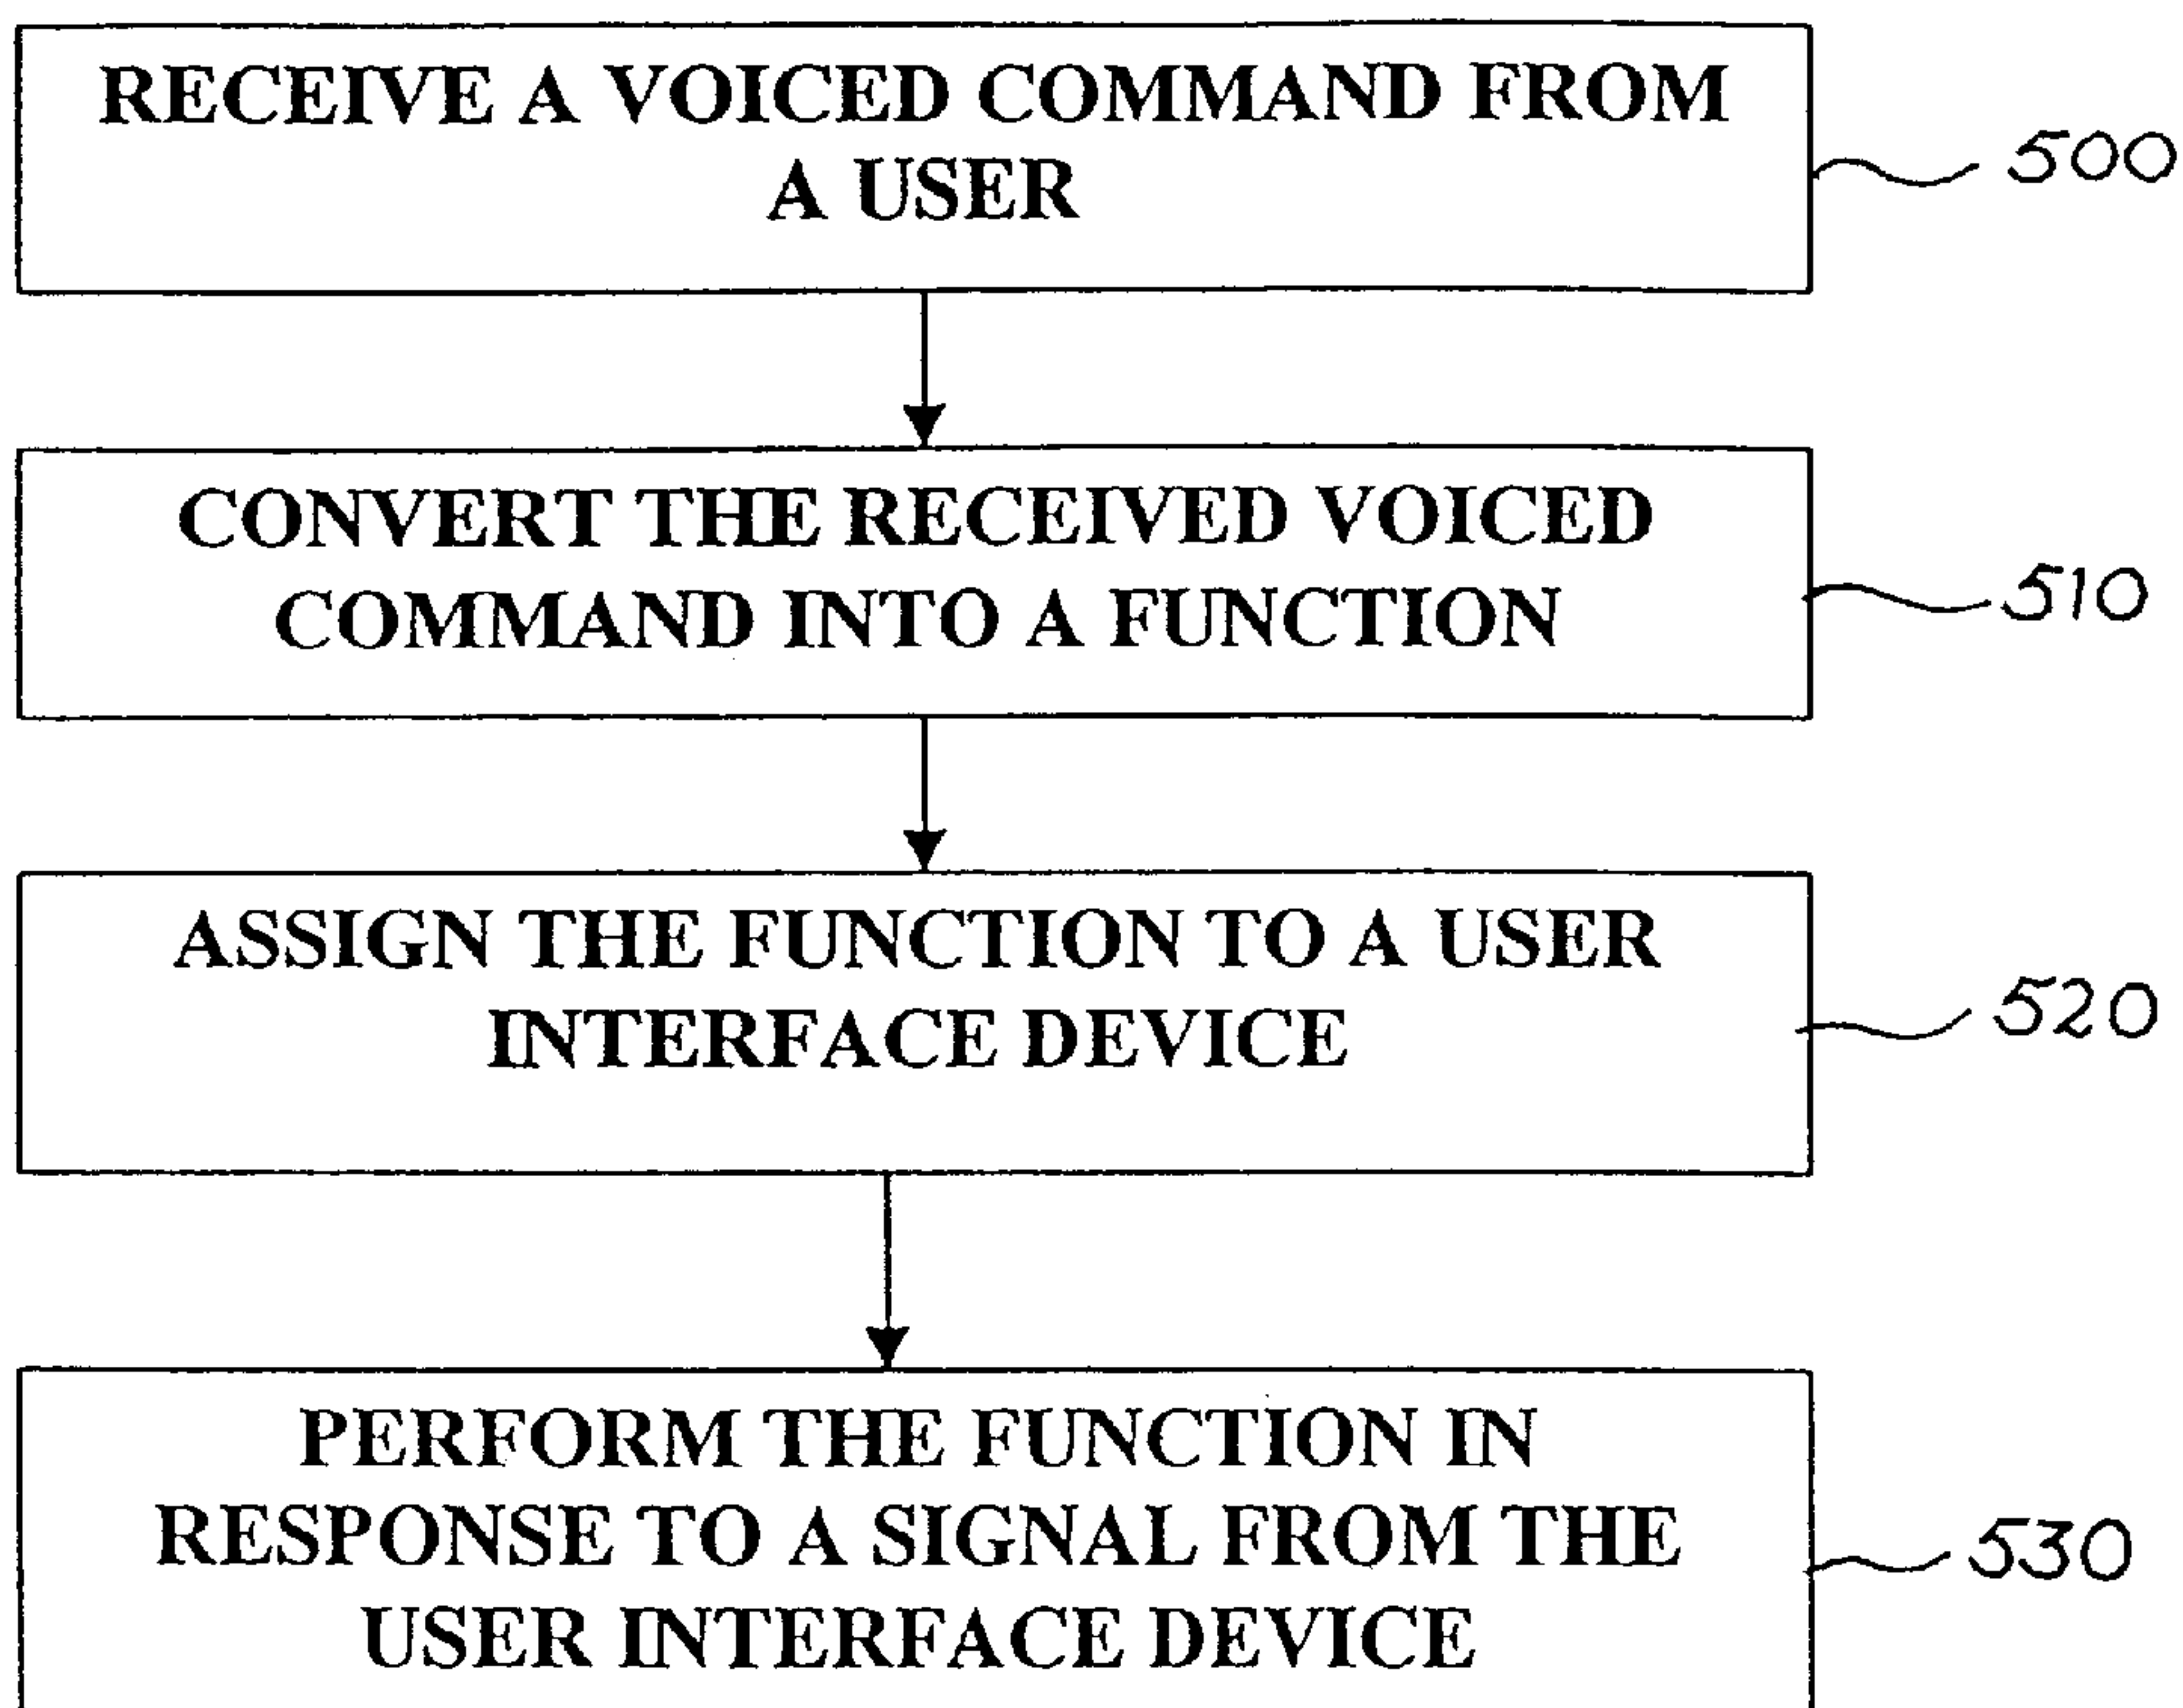 RECEIVE A VOICED COMMAND FROM
A USER
500
CONVERT THE RECEIVED VOICED
COMMAND INTO A FUNCTION
510
ASSIGN THE FUNCTION TO A USER
INTERFACE DEVICE
520
PERFORM THE FUNCTION IN
RESPONSE TO A SIGNAL FROM THE
USER INTERFACE DEVICE
530